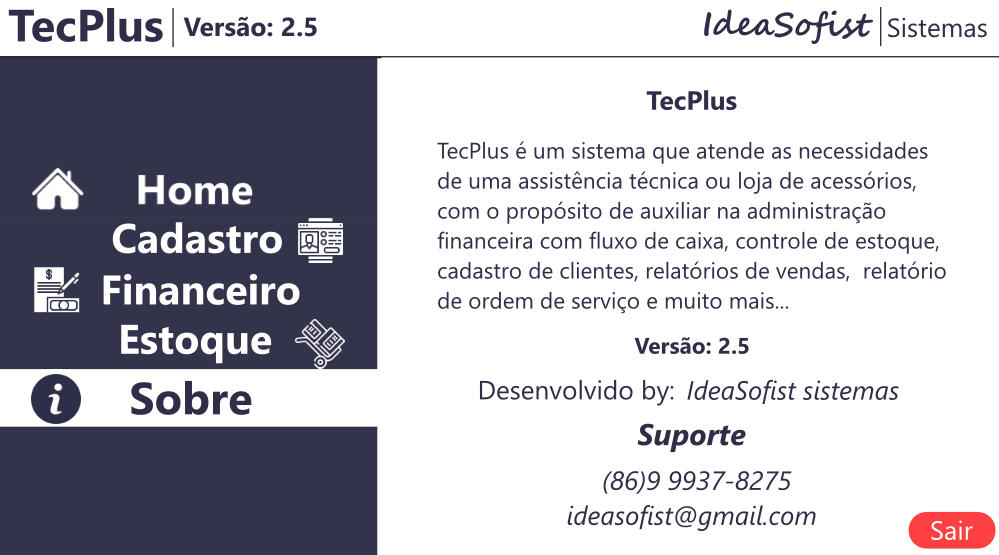 TecPlus | Versão: 2.5
IdeaSofist | Sistemas
Home
Cadastro
$
Financeiro
Estoque
i Sobre
TecPlus
TecPlus é um sistema que atende as necessidades
de uma assistência técnica ou loja de acessórios,
com o propósito de auxiliar na administração
financeira com fluxo de caixa, controle de estoque,
cadastro de clientes, relatórios de vendas, relatório
de ordem de serviço e muito mais...
Versão: 2.5
Desenvolvido by: IdeaSofist sistemas
Suporte
(86)9 9937-8275
ideasofist@gmail.com
Sair